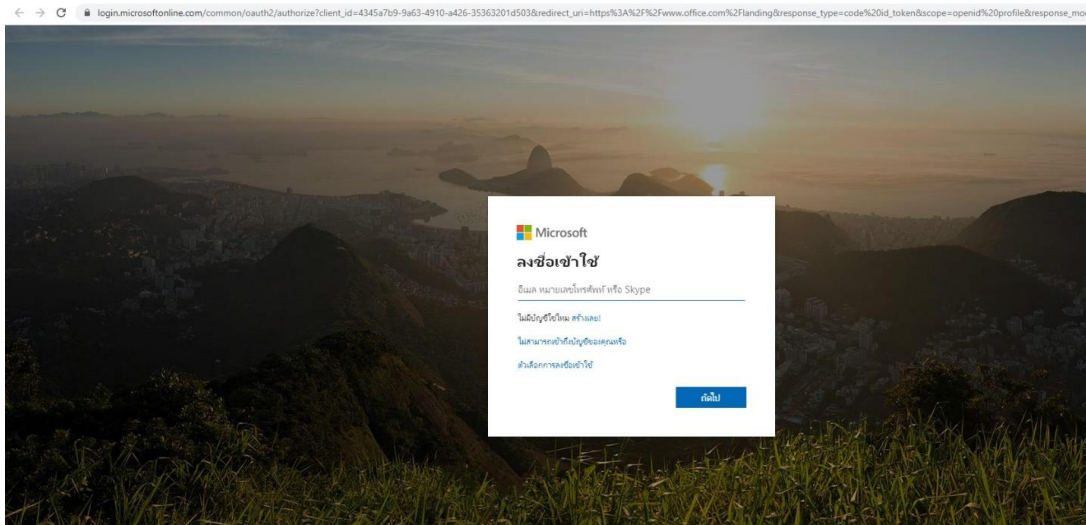 login.microsoftonline.com/common/oauth2/authorize?client_id=4345a7b9-9a63-4910-a426-35363201d503&redirect_uri=https%3A%2F%2Fwww.office.com%2Flanding&response_type=code%20id_token&scope=openid%20profile&response_mo
Microsoft
ลงชื่อเข้าใช้
อีเมล หมายเลขโทรศัพท์ หรือ Skype
ไม่มีบัญชีใช่ไหม สร้างเลย!
ไม่สามารถเข้าถึงบัญชีของคุณหรือ
ตัวเลือกการลงชื่อเข้าใช้
ถัดไป